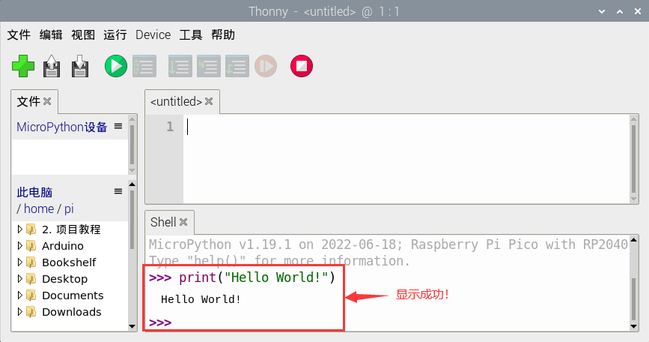 Thonny - <untitled> @ 1 : 1
文件 编辑 视图 运行 Device 工具 帮助
文件
MicroPython设备
此电脑
/ home / pi
2. 项目教程
Arduino
Bookshelf
Desktop
Documents
Downloads
<untitled>
1
Shell
MicroPython v1.19.1 on 2022-06-18; Raspberry Pi Pico with RP2040
Type "help()" for more information.
>>> print("Hello World!")
Hello World!
>>>
显示成功！